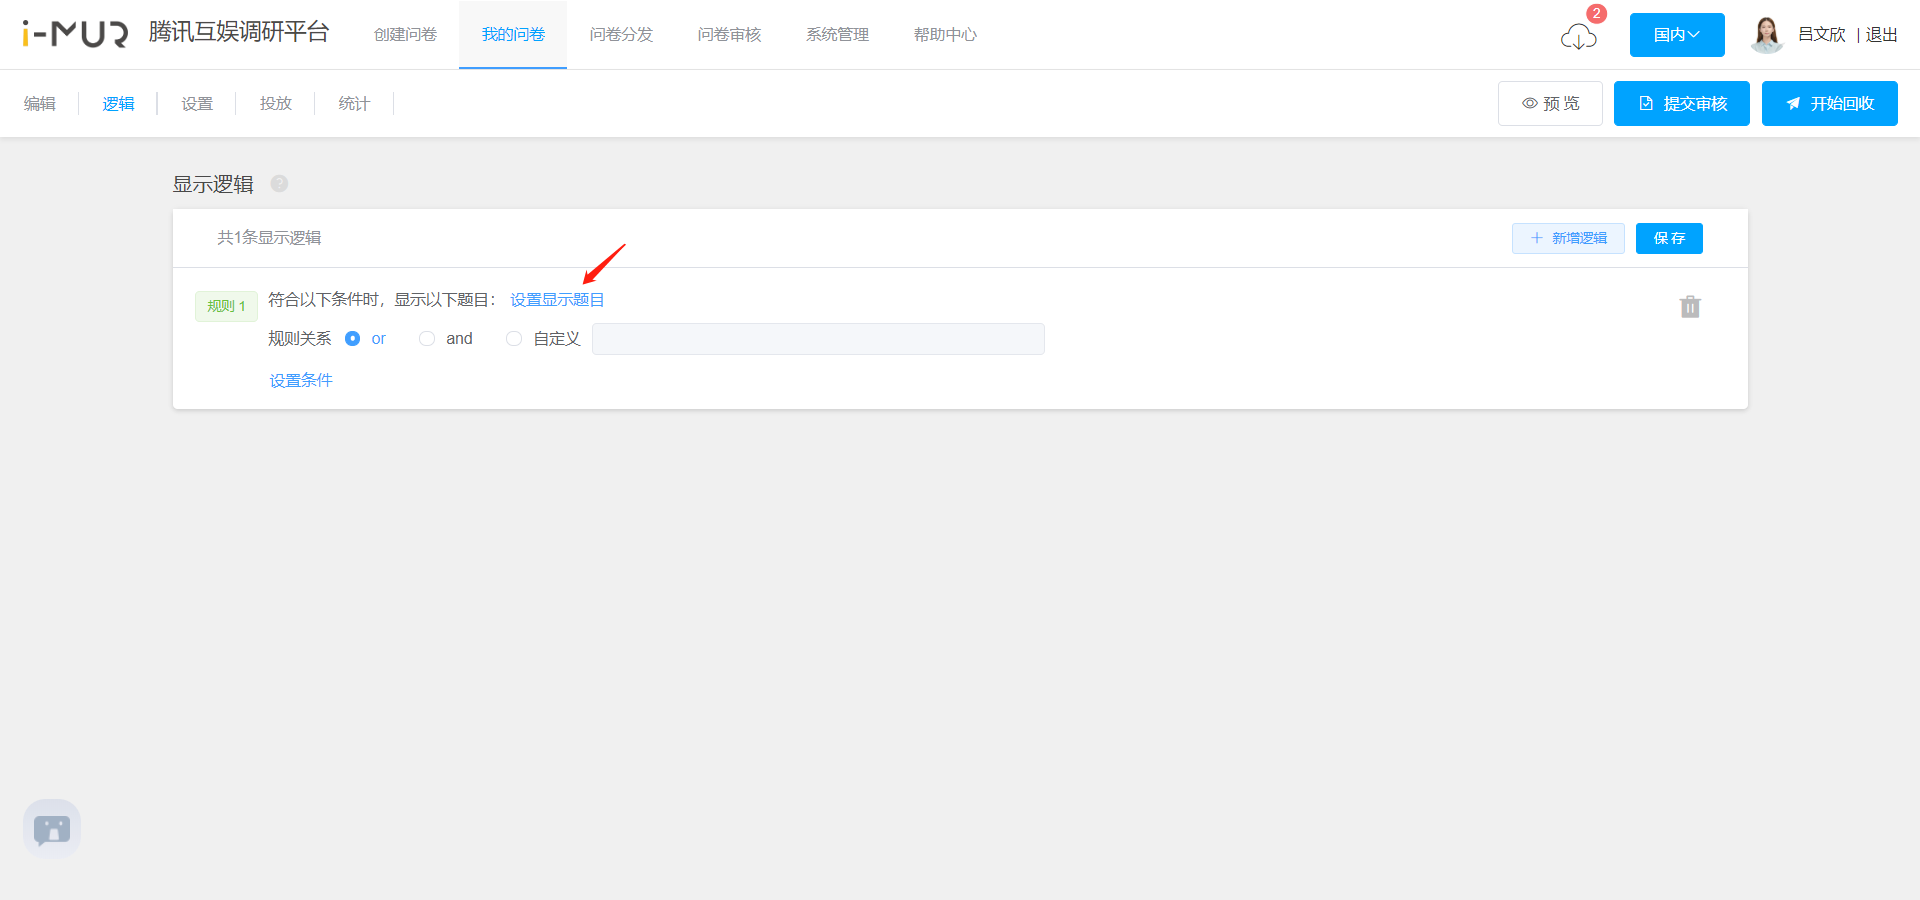 i-MUR 腾讯互娱调研平台 创建问卷 我的问卷 问卷分发 问卷审核 系统管理 帮助中心 2 国内 吕文欣 | 退出
编辑 逻辑 设置 投放 统计 预 览 提交审核 开始回收
显示逻辑 ?
共1条显示逻辑 + 新增逻辑 保 存
规则 1 符合以下条件时，显示以下题目： 设置显示题目
规则关系 or and 自定义
设置条件